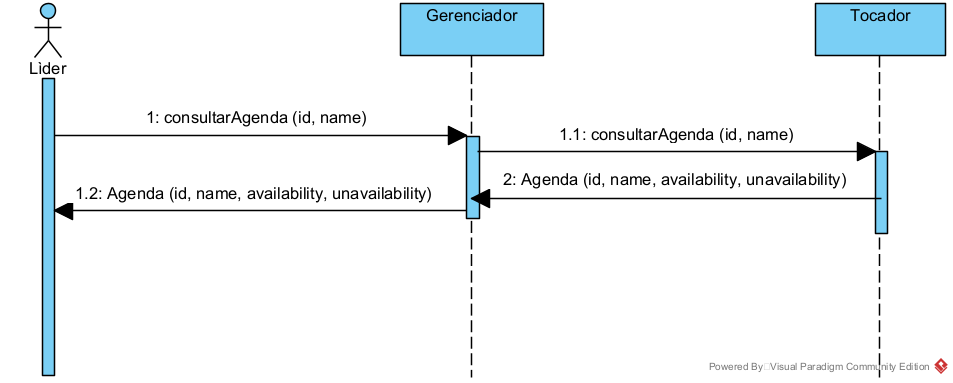 Gerenciador
Tocador
Lider
1: consultarAgenda (id, name)
1.1: consultarAgenda (id, name)
2: Agenda (id, name, availability, unavailability)
1.2: Agenda (id, name, availability, unavailability)
Powered By Visual Paradigm Community Edition